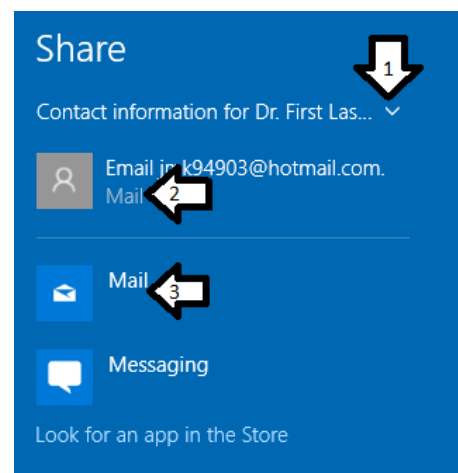 Share
1
Contact information for Dr. First Las...
Email k94903@hotmail.com.
Mail
2
Mail
3
Messaging
Look for an app in the Store